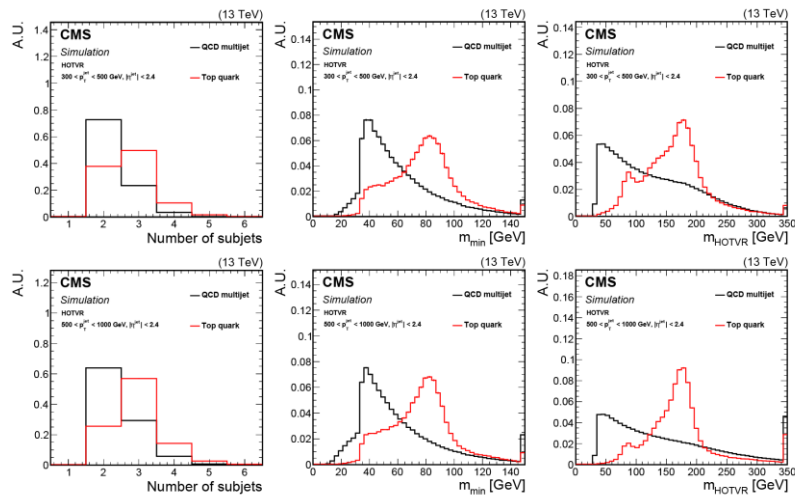 (13 TeV)
A.U.
CMS
Simulation
HOTVR
300 < p_T^jet < 500 GeV, |η^jet| < 2.4
QCD multijet
Top quark
1.4
1.2
1
0.8
0.6
0.4
0.2
0
1 2 3 4 5 6
Number of subjets
(13 TeV)
A.U.
CMS
Simulation
HOTVR
300 < p_T^jet < 500 GeV, |η^jet| < 2.4
QCD multijet
Top quark
0.14
0.12
0.1
0.08
0.06
0.04
0.02
0
0 20 40 60 80 100 120 140
m_min [GeV]
(13 TeV)
A.U.
CMS
Simulation
HOTVR
300 < p_T^jet < 500 GeV, |η^jet| < 2.4
QCD multijet
Top quark
0.14
0.12
0.1
0.08
0.06
0.04
0.02
0
0 50 100 150 200 250 300 350
m_HOTVR [GeV]
(13 TeV)
A.U.
CMS
Simulation
HOTVR
500 < p_T^jet < 1000 GeV, |η^jet| < 2.4
QCD multijet
Top quark
1.2
1
0.8
0.6
0.4
0.2
0
1 2 3 4 5 6
Number of subjets
(13 TeV)
A.U.
CMS
Simulation
HOTVR
500 < p_T^jet < 1000 GeV, |η^jet| < 2.4
QCD multijet
Top quark
0.14
0.12
0.1
0.08
0.06
0.04
0.02
0
0 20 40 60 80 100 120 140
m_min [GeV]
(13 TeV)
A.U.
CMS
Simulation
HOTVR
500 < p_T^jet < 1000 GeV, |η^jet| < 2.4
QCD multijet
Top quark
0.18
0.16
0.14
0.12
0.1
0.08
0.06
0.04
0.02
0
0 50 100 150 200 250 300 350
m_HOTVR [GeV]